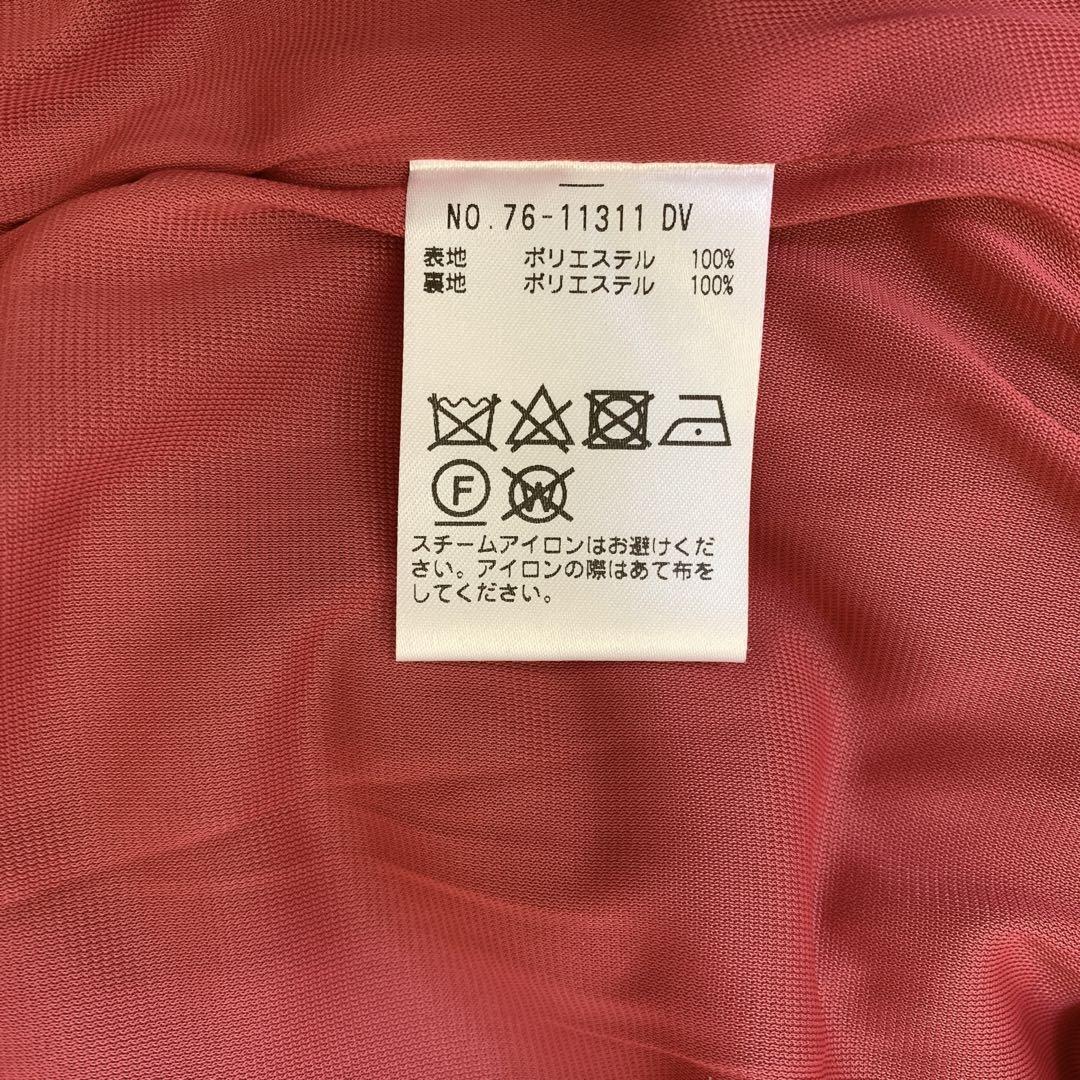 NO.76-11311 DV
表地 ポリエステル 100%
裏地 ポリエステル 100%
F W
スチームアイロンはお避けくだ
さい。アイロンの際はあて布を
してください。